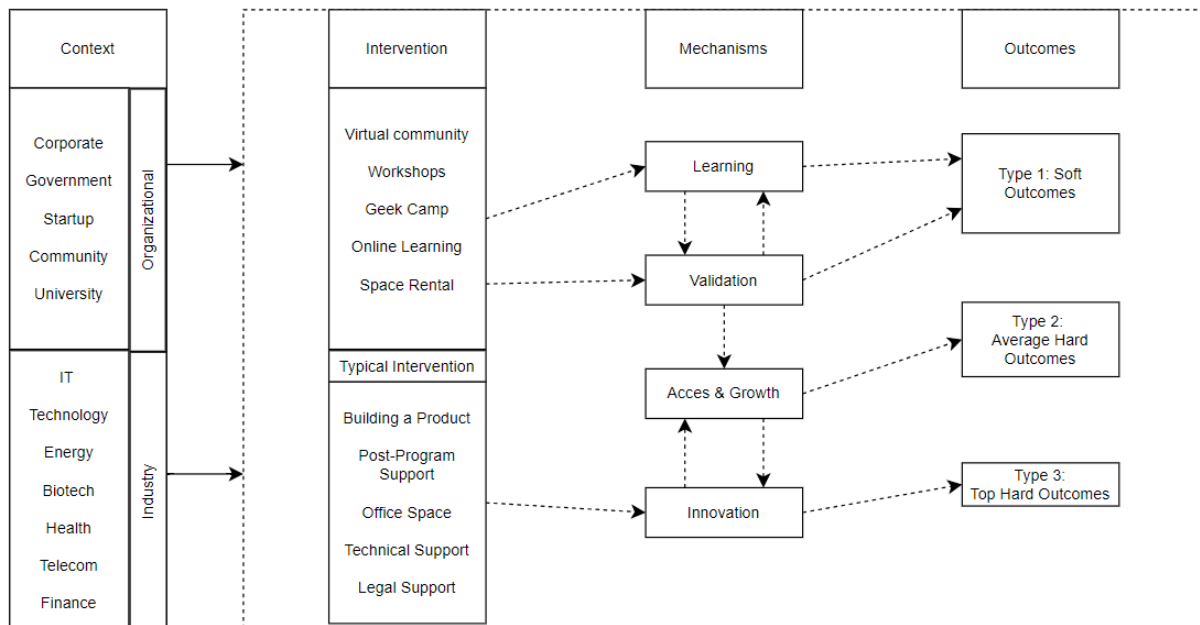 Context
Intervention
Mechanisms
Outcomes
Corporate
Government
Startup
Community
University
Organizational
IT
Technology
Energy
Biotech
Health
Telecom
Finance
Industry
Virtual community
Workshops
Geek Camp
Online Learning
Space Rental
Typical Intervention
Building a Product
Post-Program
Support
Office Space
Technical Support
Legal Support
Learning
Validation
Acces & Growth
Innovation
Type 1: Soft
Outcomes
Type 2:
Average Hard
Outcomes
Type 3:
Top Hard Outcomes